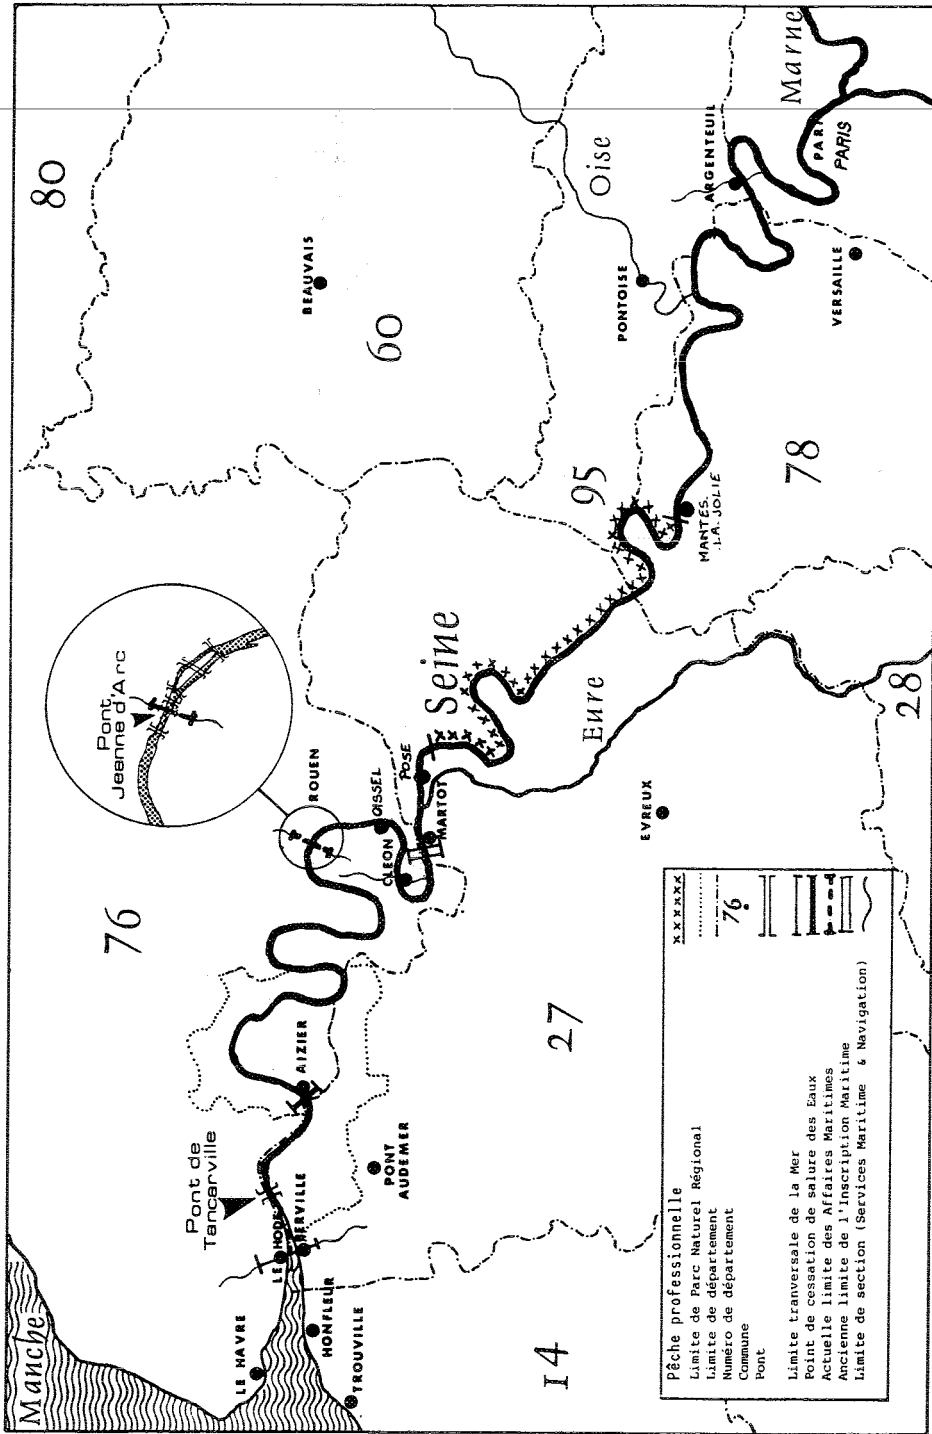 Manche
80
76
60
95
78
14
27
28
Pont
Jeanne d'Arc
Pont de
Tancarville
Seine
Eure
Oise
Marne
BEAUVAIS
PONTOISE
ARGENTEUIL
PARI
PARIS
VERSAILLE
MANTES.
LA. JOLIE
ROUEN
OISSEL
CLEON
POSE
MARTOT
EVREUX
AIZIER
PONT
AUDEMER
LE HODE
BERVILLE
LE HAVRE
HONFLEUR
TROUVILLE
Pêche professionnelle
xxxxxx
Limite de Parc Naturel Régional
Limite de département
Numéro de département
76
Commune
Pont
Limite tranversale de la Mer
Point de cessation de salure des Eaux
Actuelle limite des Affaires Maritimes
Ancienne limite de l'Inscription Maritime
Limite de section (Services Maritime & Navigation)